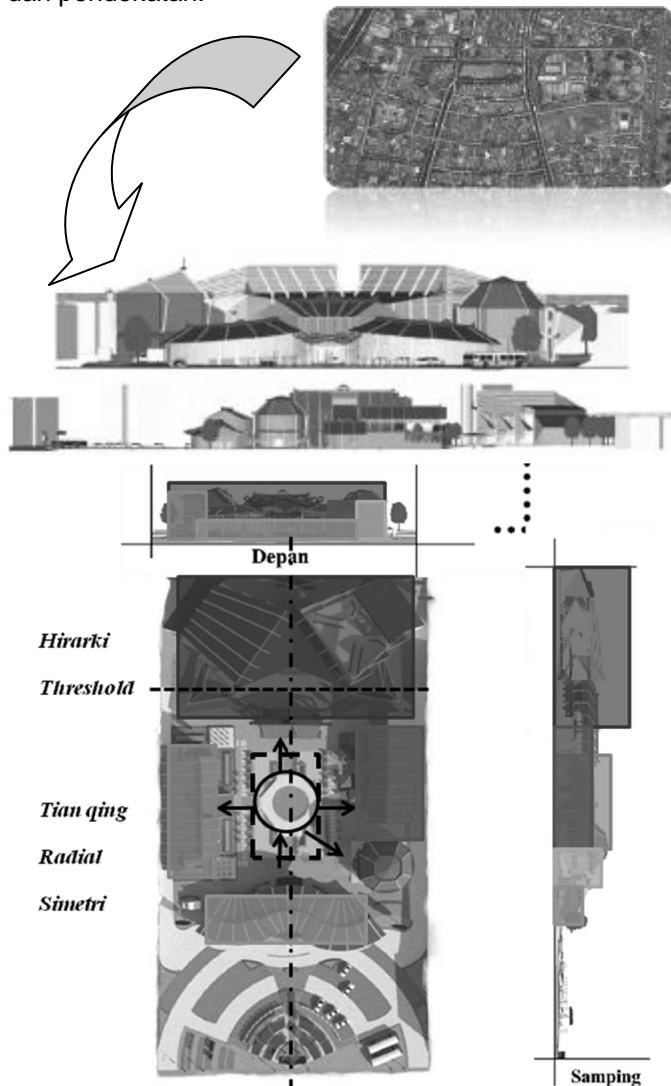 dan pendekatan.
Depan
Hirarki
Threshold
Tian qing
Radial
Simetri
Samping